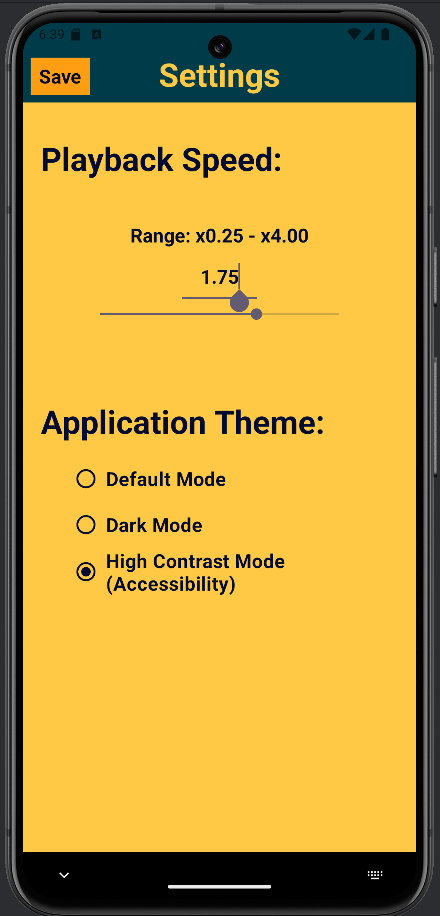 6:39
Save
Settings
Playback Speed:
Range: x0.25 - x4.00
1.75
Application Theme:
Default Mode
Dark Mode
High Contrast Mode
(Accessibility)